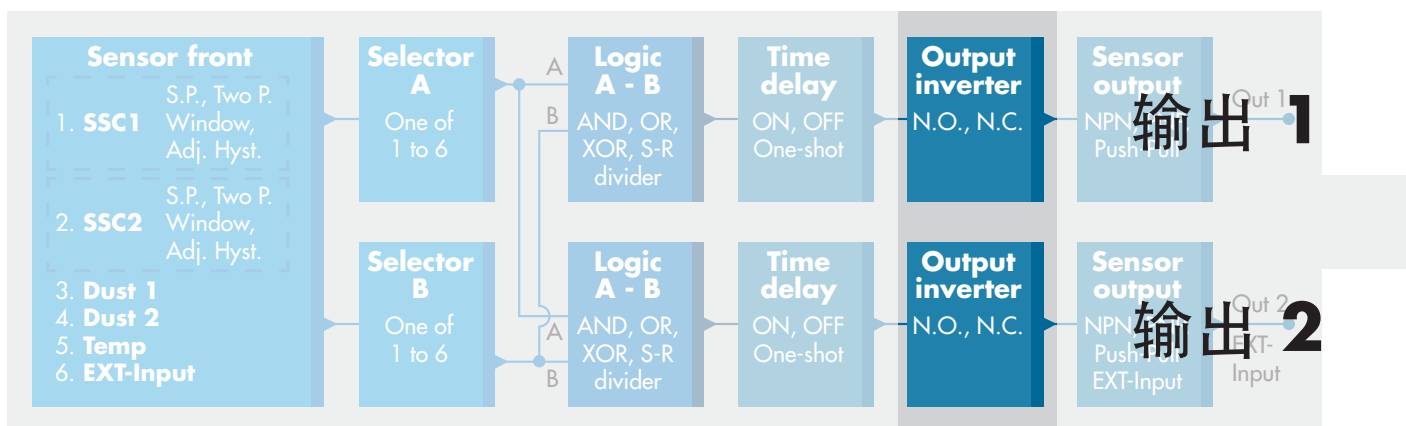 Sensor front
1. SSC1
S.P., Two P.
Window,
Adj. Hyst.
2. SSC2
S.P., Two P.
Window,
Adj. Hyst.
3. Dust 1
4. Dust 2
5. Temp
6. EXT-Input
Selector
A
One of
1 to 6
A
B
Logic
A - B
AND, OR,
XOR, S-R
divider
Time
delay
ON, OFF
One-shot
Output
inverter
N.O., N.C.
Sensor
output
NPN
Push-Pull
Out 1
输出 1
Selector
B
One of
1 to 6
A
B
Logic
A - B
AND, OR,
XOR, S-R
divider
Time
delay
ON, OFF
One-shot
Output
inverter
N.O., N.C.
Sensor
output
NPN
Push-Pull
EXT-Input
Out 2
EXT-
Input
输出 2